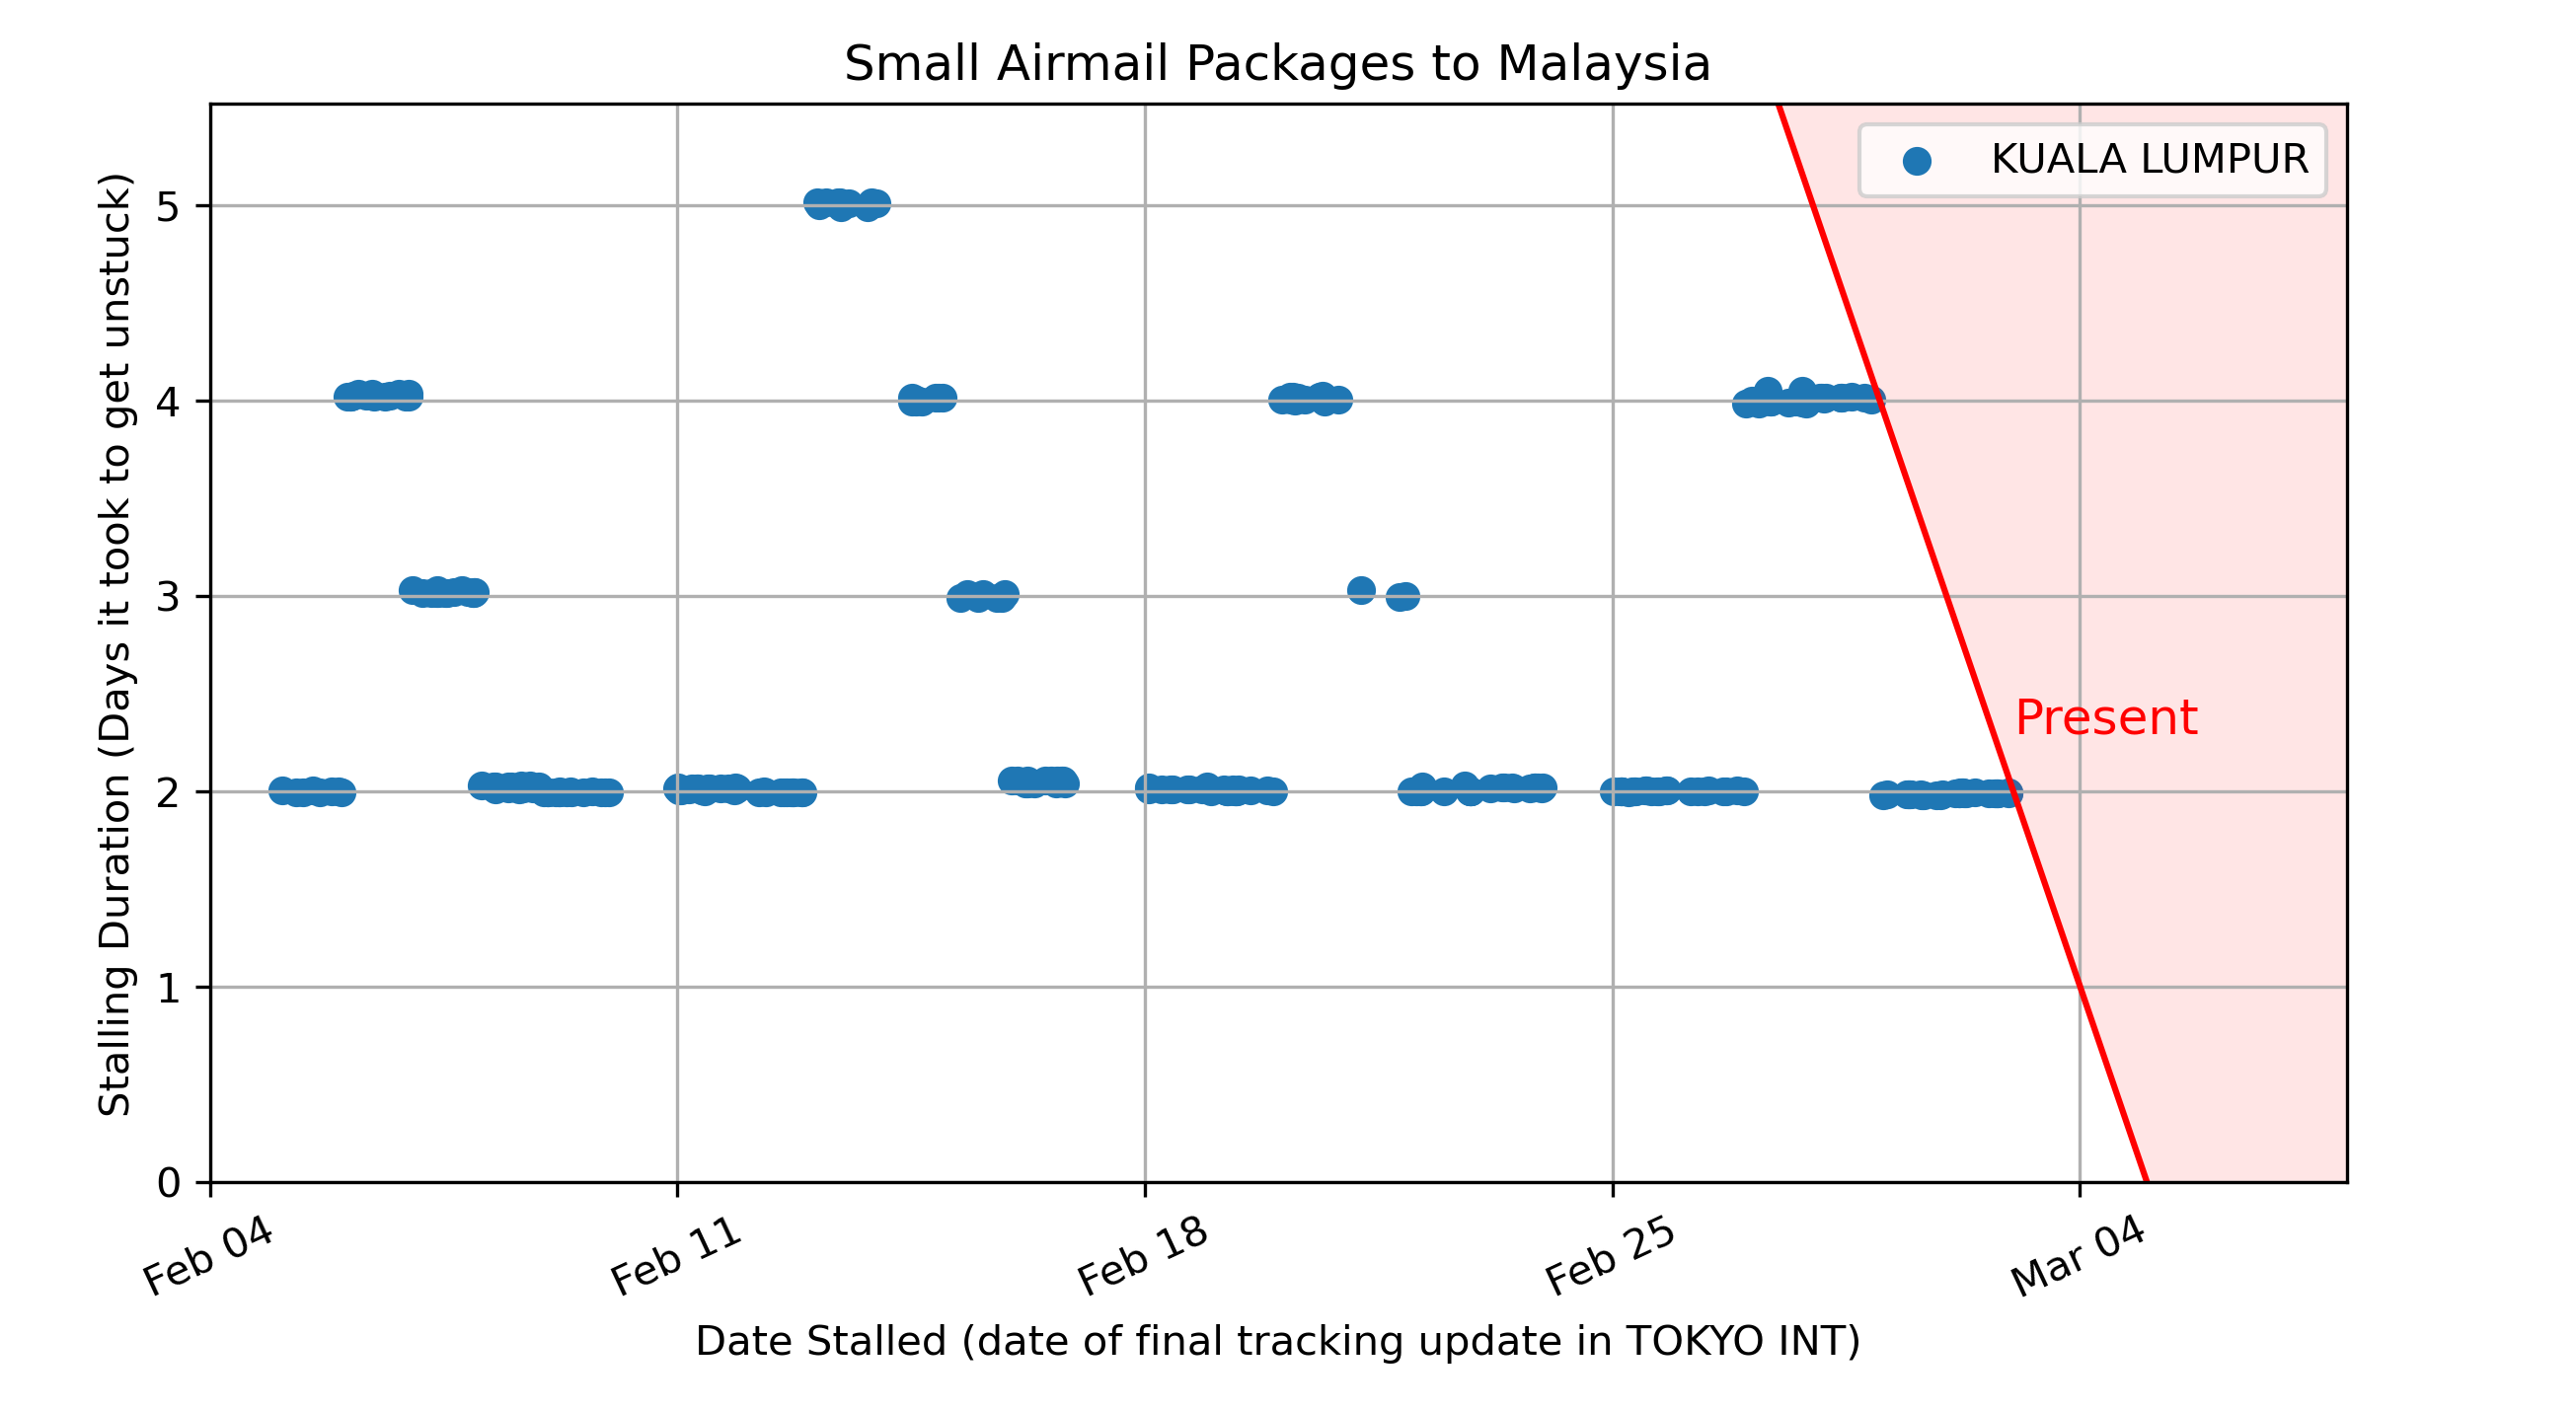 Small Airmail Packages to Malaysia
KUALA LUMPUR
Stalling Duration (Days it took to get unstuck)
5
4
3
2
1
0
Present
Feb 04
Feb 11
Feb 18
Feb 25
Mar 04
Date Stalled (date of final tracking update in TOKYO INT)